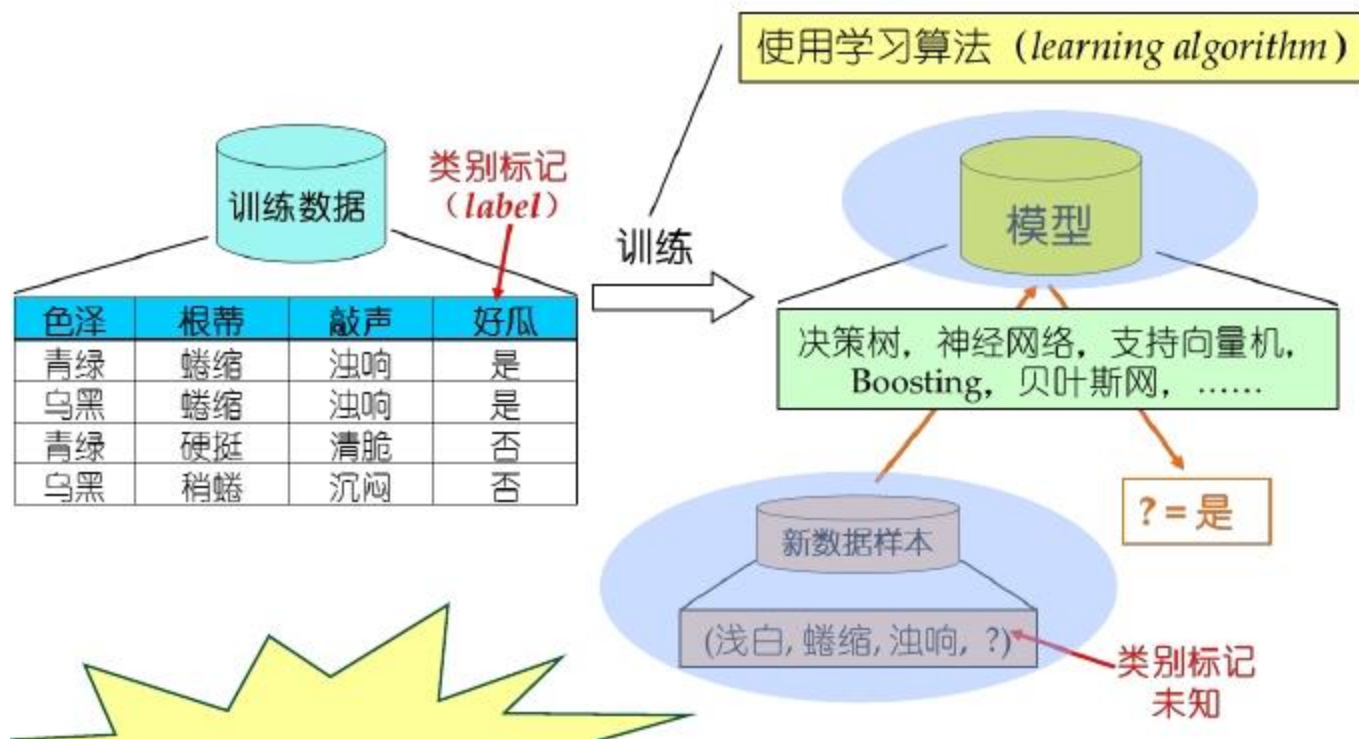 使用学习算法（learning algorithm）
训练数据
类别标记
（label）
训练
模型
色泽 根蒂 敲声 好瓜
青绿 蜷缩 浊响 是
乌黑 蜷缩 浊响 是
青绿 硬挺 清脆 否
乌黑 稍蜷 沉闷 否
决策树，神经网络，支持向量机，
Boosting，贝叶斯网，……
? = 是
新数据样本
(浅白, 蜷缩, 浊响, ?)
类别标记
未知